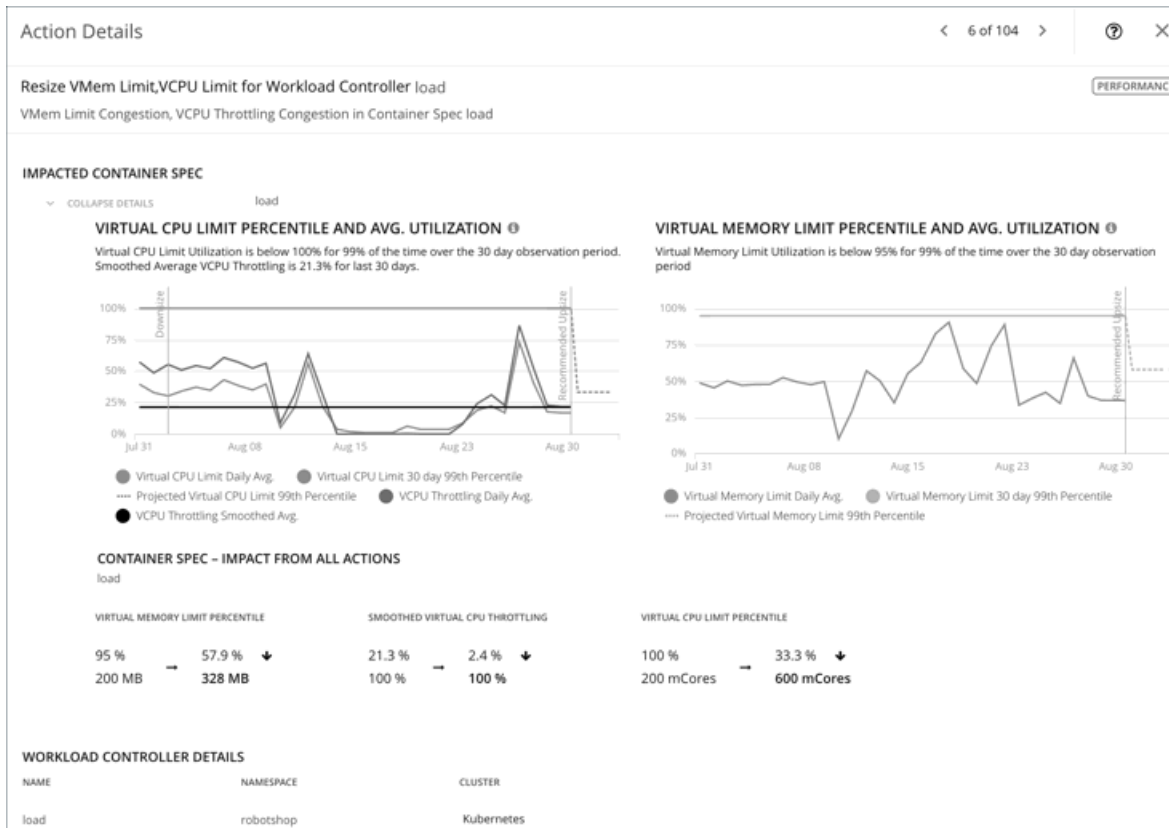 Action Details
6 of 104
Resize VMem Limit,VCPU Limit for Workload Controller load
PERFORMANC
VMem Limit Congestion, VCPU Throttling Congestion in Container Spec load
IMPACTED CONTAINER SPEC
COLLAPSE DETAILS
load
VIRTUAL CPU LIMIT PERCENTILE AND AVG. UTILIZATION
Virtual CPU Limit Utilization is below 100% for 99% of the time over the 30 day observation period.
Smoothed Average VCPU Throttling is 21.3% for last 30 days.
100%
75%
50%
25%
0%
Downsize
Recommended Upsize
Jul 31
Aug 08
Aug 15
Aug 23
Aug 30
Virtual CPU Limit Daily Avg.
Virtual CPU Limit 30 day 99th Percentile
Projected Virtual CPU Limit 99th Percentile
VCPU Throttling Daily Avg.
VCPU Throttling Smoothed Avg.
VIRTUAL MEMORY LIMIT PERCENTILE AND AVG. UTILIZATION
Virtual Memory Limit Utilization is below 95% for 99% of the time over the 30 day observation
period
100%
75%
50%
25%
0%
Recommended Upsize
Jul 31
Aug 08
Aug 15
Aug 23
Aug 30
Virtual Memory Limit Daily Avg.
Virtual Memory Limit 30 day 99th Percentile
Projected Virtual Memory Limit 99th Percentile
CONTAINER SPEC – IMPACT FROM ALL ACTIONS
load
VIRTUAL MEMORY LIMIT PERCENTILE
95 % → 57.9 % ↓
200 MB 328 MB
SMOOTHED VIRTUAL CPU THROTTLING
21.3 % → 2.4 % ↓
100 % 100 %
VIRTUAL CPU LIMIT PERCENTILE
100 % → 33.3 % ↓
200 mCores 600 mCores
WORKLOAD CONTROLLER DETAILS
NAME NAMESPACE CLUSTER
load robotshop Kubernetes